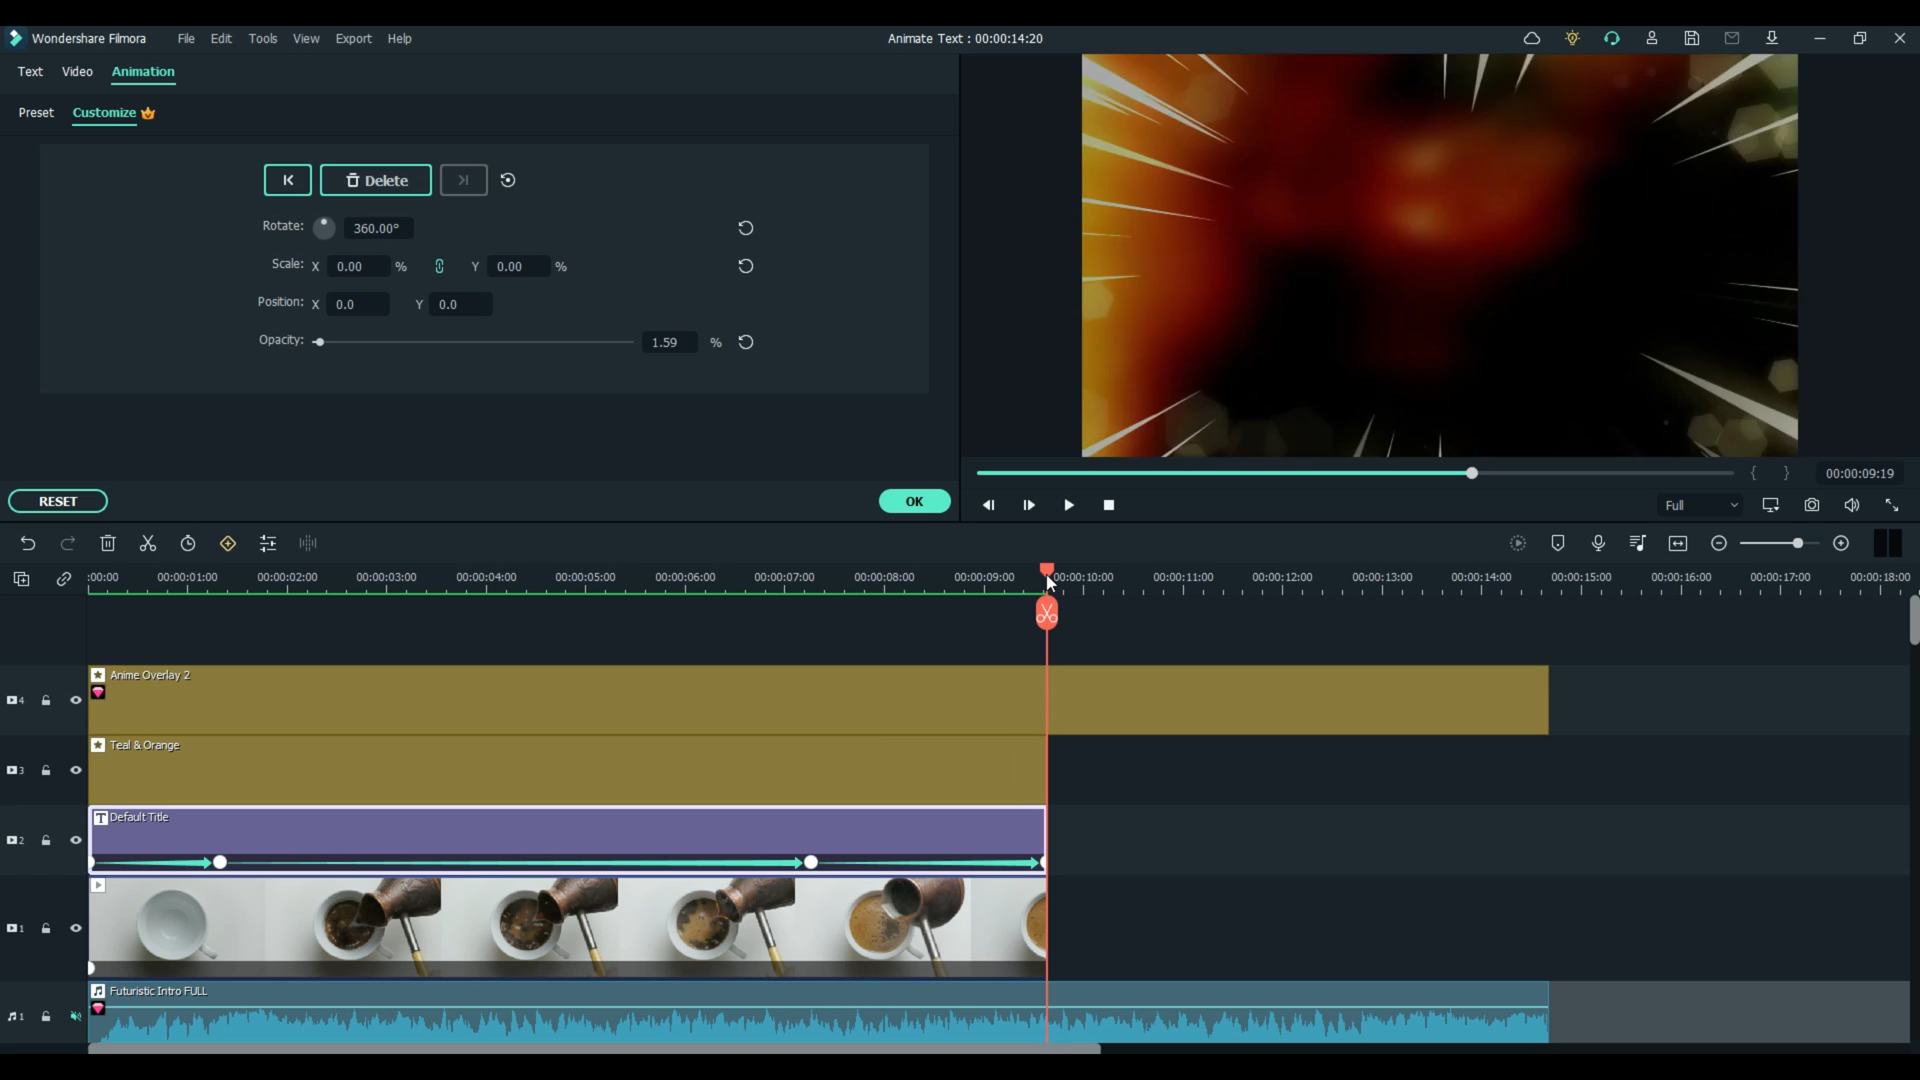 Wondershare Filmora File Edit Tools View Export Help Animate Text : 00:00:14:20
Text Video Animation
Preset Customize
Delete
Rotate: 360.00°
Scale: X 0.00 % Y 0.00 %
Position: X 0.0 Y 0.0
Opacity: 1.59 %
RESET OK
{ } 00:00:09:19
Full
:00:00 00:00:01:00 00:00:02:00 00:00:03:00 00:00:04:00 00:00:05:00 00:00:06:00 00:00:07:00 00:00:08:00 00:00:09:00 00:00:10:00 00:00:11:00 00:00:12:00 00:00:13:00 00:00:14:00 00:00:15:00 00:00:16:00 00:00:17:00 00:00:18:00
Anime Overlay 2
4
Teal & Orange
3
T Default Title
2
1
Futuristic Intro FULL
1